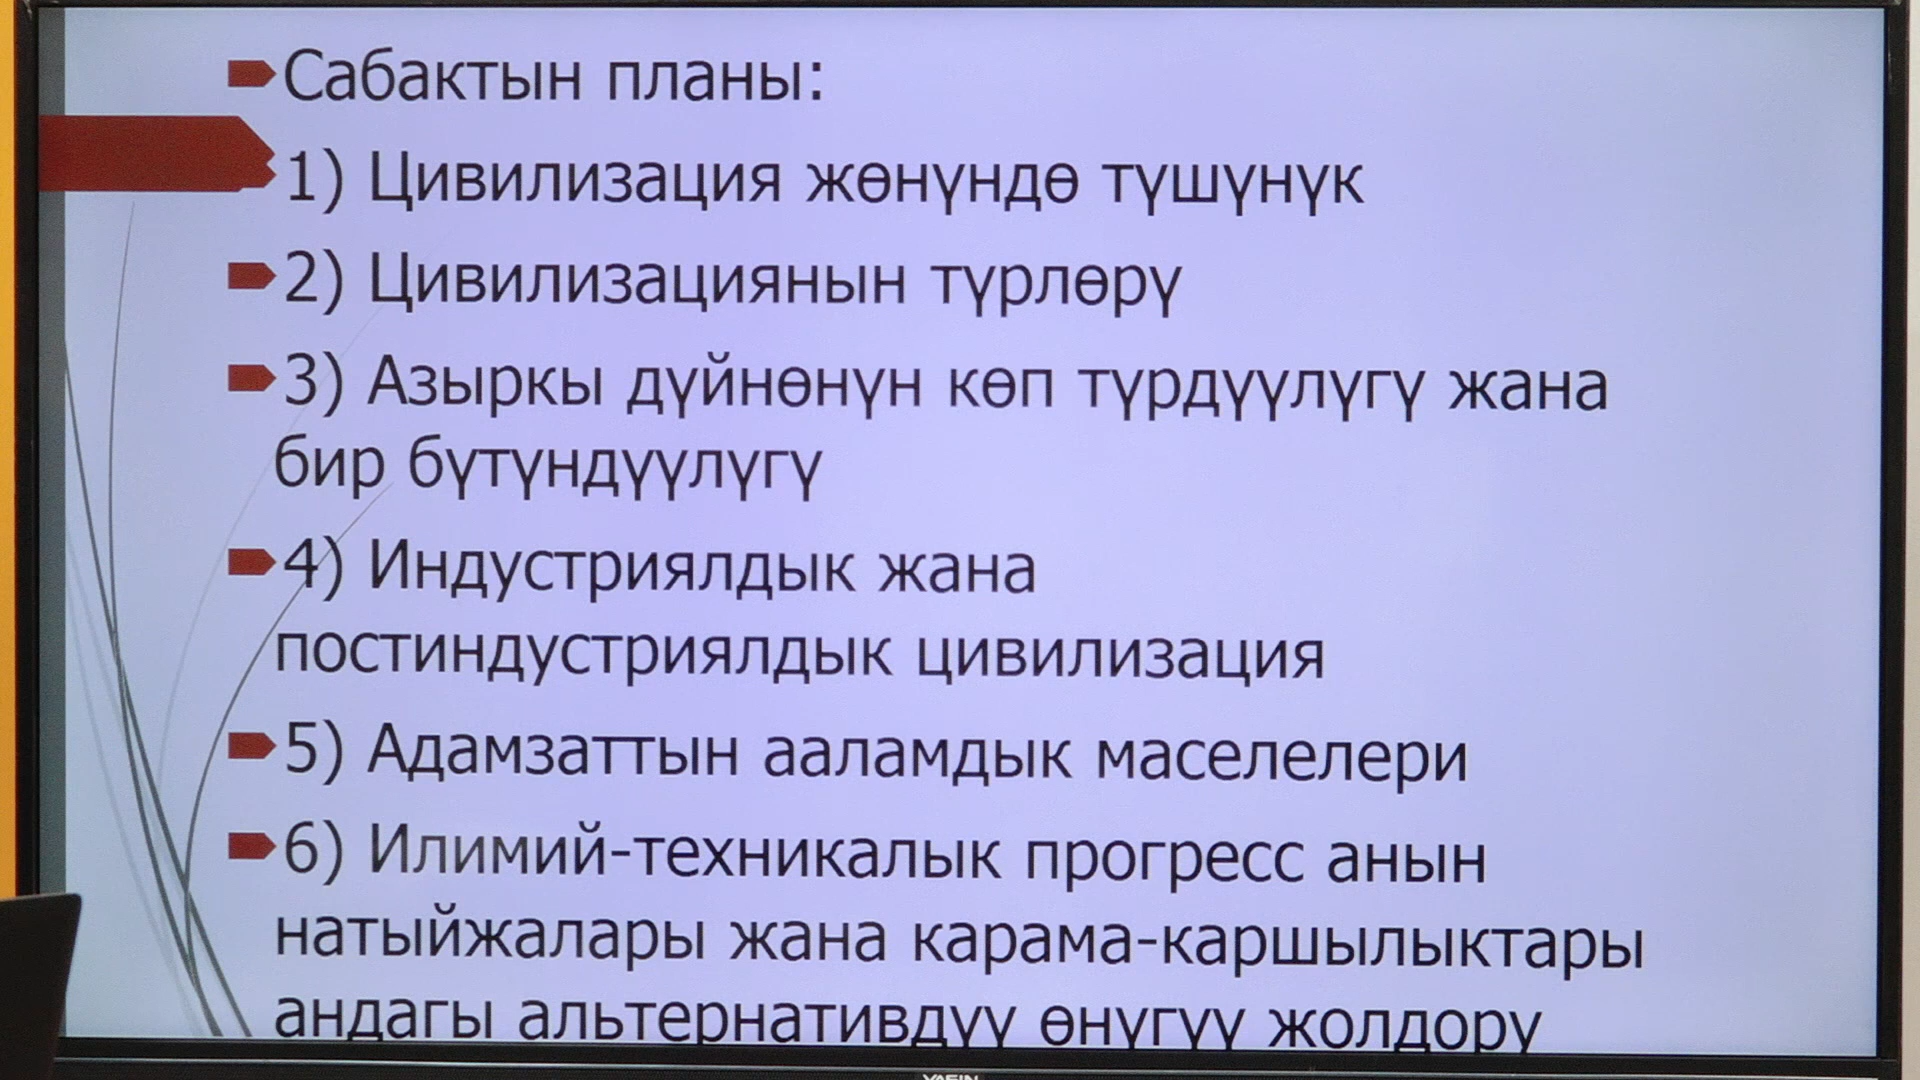 Сабактын планы:
1) Цивилизация жөнүндө түшүнүк
2) Цивилизациянын түрлөрү
3) Азыркы дүйнөнүн көп түрдүүлүгү жана
бир бүтүндүүлүгү
4) Индустриялдык жана
постиндустриялдык цивилизация
5) Адамзаттын ааламдык маселелери
6) Илимий-техникалык прогресс анын
натыйжалары жана карама-каршылыктары
андагы альтернативдүү өнүгүү жолдору